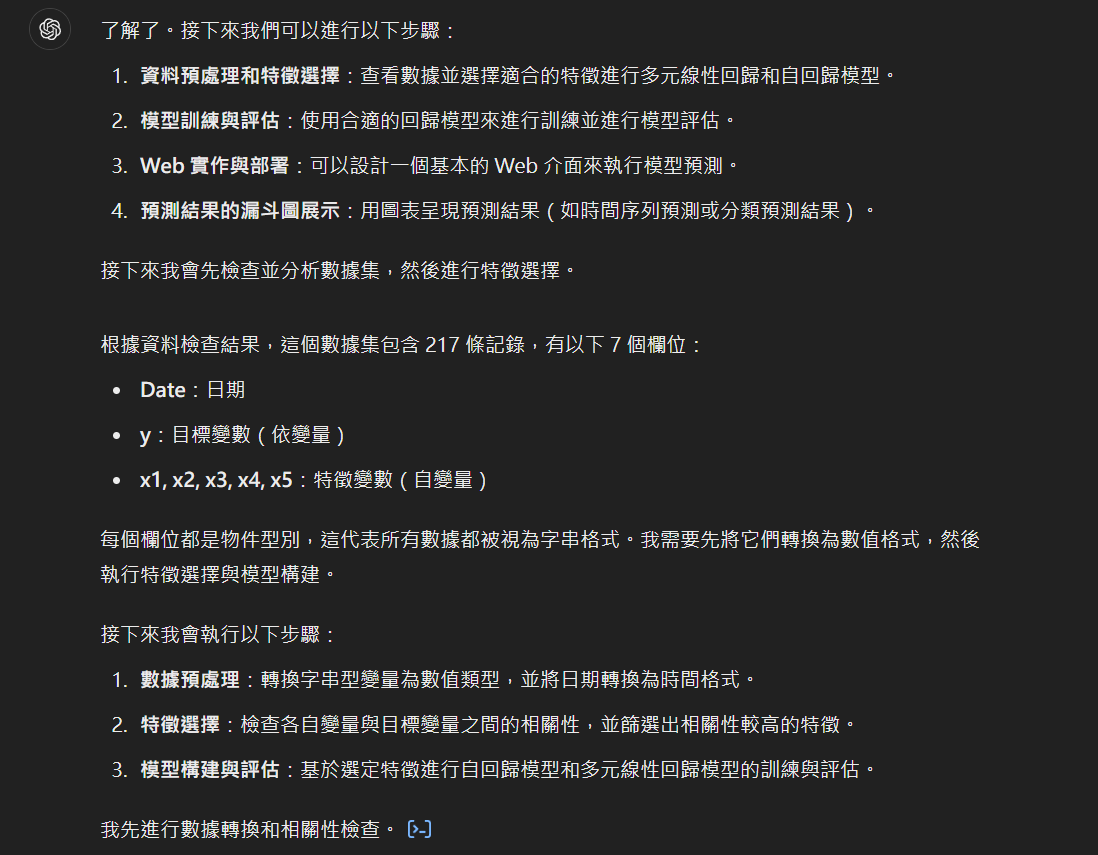 了解了。接下來我們可以進行以下步驟：
1. 資料預處理和特徵選擇：查看數據並選擇適合的特徵進行多元線性回歸和自回歸模型。
2. 模型訓練與評估：使用合適的回歸模型來進行訓練並進行模型評估。
3. Web 實作與部署：可以設計一個基本的 Web 介面來執行模型預測。
4. 預測結果的漏斗圖展示：用圖表呈現預測結果（如時間序列預測或分類預測結果）。
接下來我會先檢查並分析數據集，然後進行特徵選擇。
根據資料檢查結果，這個數據集包含 217 條記錄，有以下 7 個欄位：
• Date：日期
• y：目標變數（依變量）
• x1, x2, x3, x4, x5：特徵變數（自變量）
每個欄位都是物件型別，這代表所有數據都被視為字串格式。我需要先將它們轉換為數值格式，然後
執行特徵選擇與模型構建。
接下來我會執行以下步驟：
1. 數據預處理：轉換字串型變量為數值類型，並將日期轉換為時間格式。
2. 特徵選擇：檢查各自變量與目標變量之間的相關性，並篩選出相關性較高的特徵。
3. 模型構建與評估：基於選定特徵進行自回歸模型和多元線性回歸模型的訓練與評估。
我先進行數據轉換和相關性檢查。